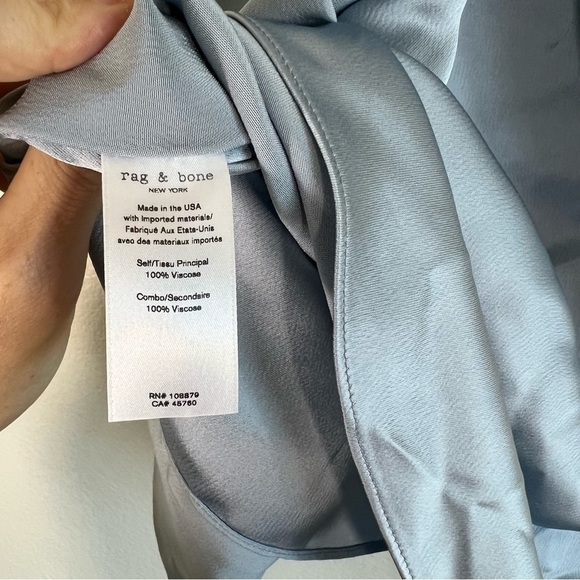 rag & bone
NEW YORK
Made in the USA
with Imported materials/
Fabriqué Aux Etats-Unis
avec des materiaux importés
Self/Tissu Principal
100% Viscose
Combo/Secondaire
100% Viscose
RN# 108879
CA# 45760